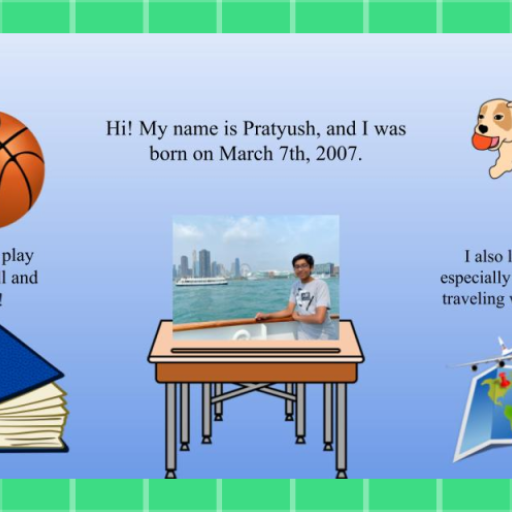 Hi! My name is Pratyush, and I was
born on March 7th, 2007.
play
and
!
I also
especially
traveling